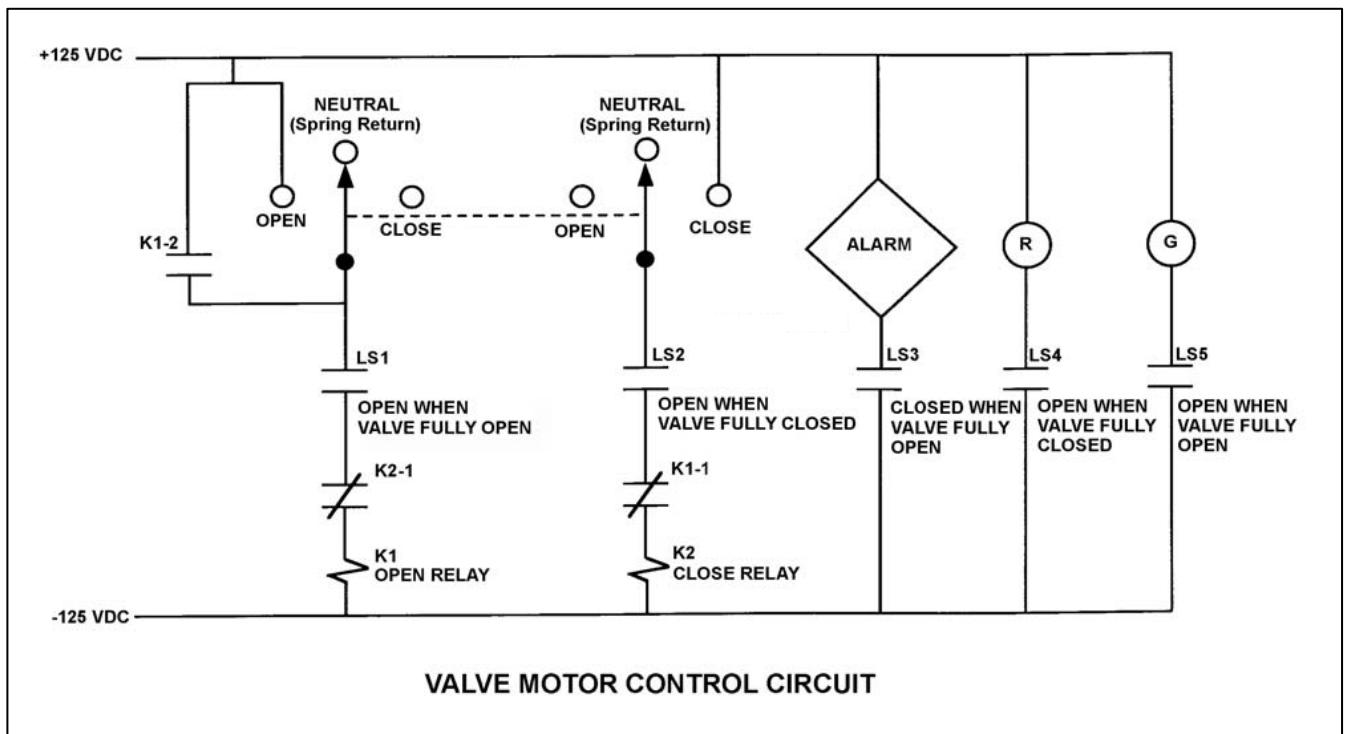 +125 VDC
NEUTRAL
(Spring Return)
NEUTRAL
(Spring Return)
OPEN
CLOSE
OPEN
CLOSE
K1-2
ALARM
R
G
LS1
LS2
LS3
LS4
LS5
OPEN WHEN
VALVE FULLY OPEN
OPEN WHEN
VALVE FULLY CLOSED
CLOSED WHEN
VALVE FULLY
OPEN
OPEN WHEN
VALVE FULLY
CLOSED
OPEN WHEN
VALVE FULLY
OPEN
K2-1
K1-1
K1
OPEN RELAY
K2
CLOSE RELAY
-125 VDC
VALVE MOTOR CONTROL CIRCUIT